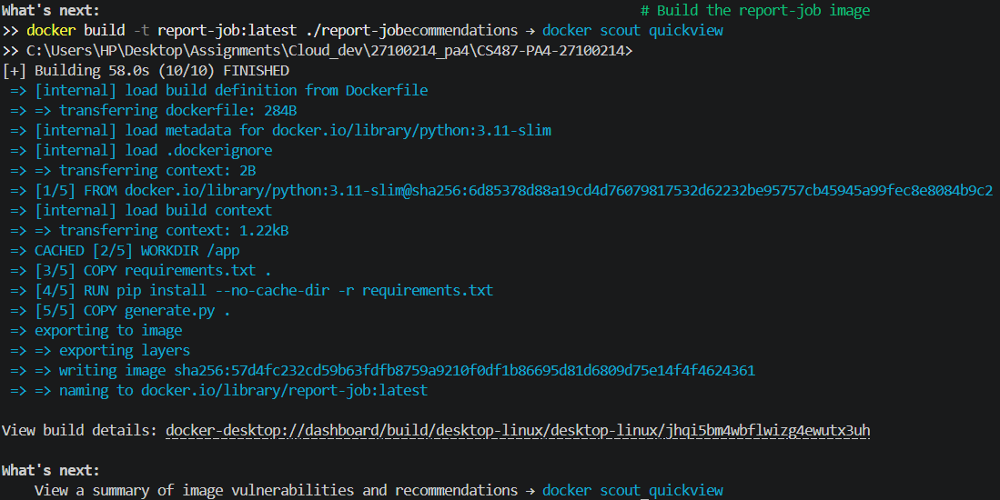 What's next:                                                                  # Build the report-job image
>> docker build -t report-job:latest ./report-jobecommendations → docker scout quickview
>> C:\Users\HP\Desktop\Assignments\Cloud_dev\27100214_pa4\CS487-PA4-27100214>
[+] Building 58.0s (10/10) FINISHED
 => [internal] load build definition from Dockerfile
 => => transferring dockerfile: 284B
 => [internal] load metadata for docker.io/library/python:3.11-slim
 => [internal] load .dockerignore
 => => transferring context: 2B
 => [1/5] FROM docker.io/library/python:3.11-slim@sha256:6d85378d88a19cd4d76079817532d62232be95757cb45945a99fec8e8084b9c2
 => [internal] load build context
 => => transferring context: 1.22kB
 => CACHED [2/5] WORKDIR /app
 => [3/5] COPY requirements.txt .
 => [4/5] RUN pip install --no-cache-dir -r requirements.txt
 => [5/5] COPY generate.py .
 => exporting to image
 => => exporting layers
 => => writing image sha256:57d4fc232cd59b63fdfb8759a9210f0df1b86695d81d6809d75e14f4f4624361
 => => naming to docker.io/library/report-job:latest

View build details: docker-desktop://dashboard/build/desktop-linux/desktop-linux/jhqi5bm4wbflwizg4ewutx3uh

What's next:
    View a summary of image vulnerabilities and recommendations → docker scout quickview